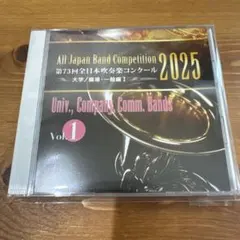 All Japan Band Competition
第73回全日本吹奏楽コンクール
2025
大学/職場・一般編 1
Univ., Company, Comm. Bands
Vol. 1